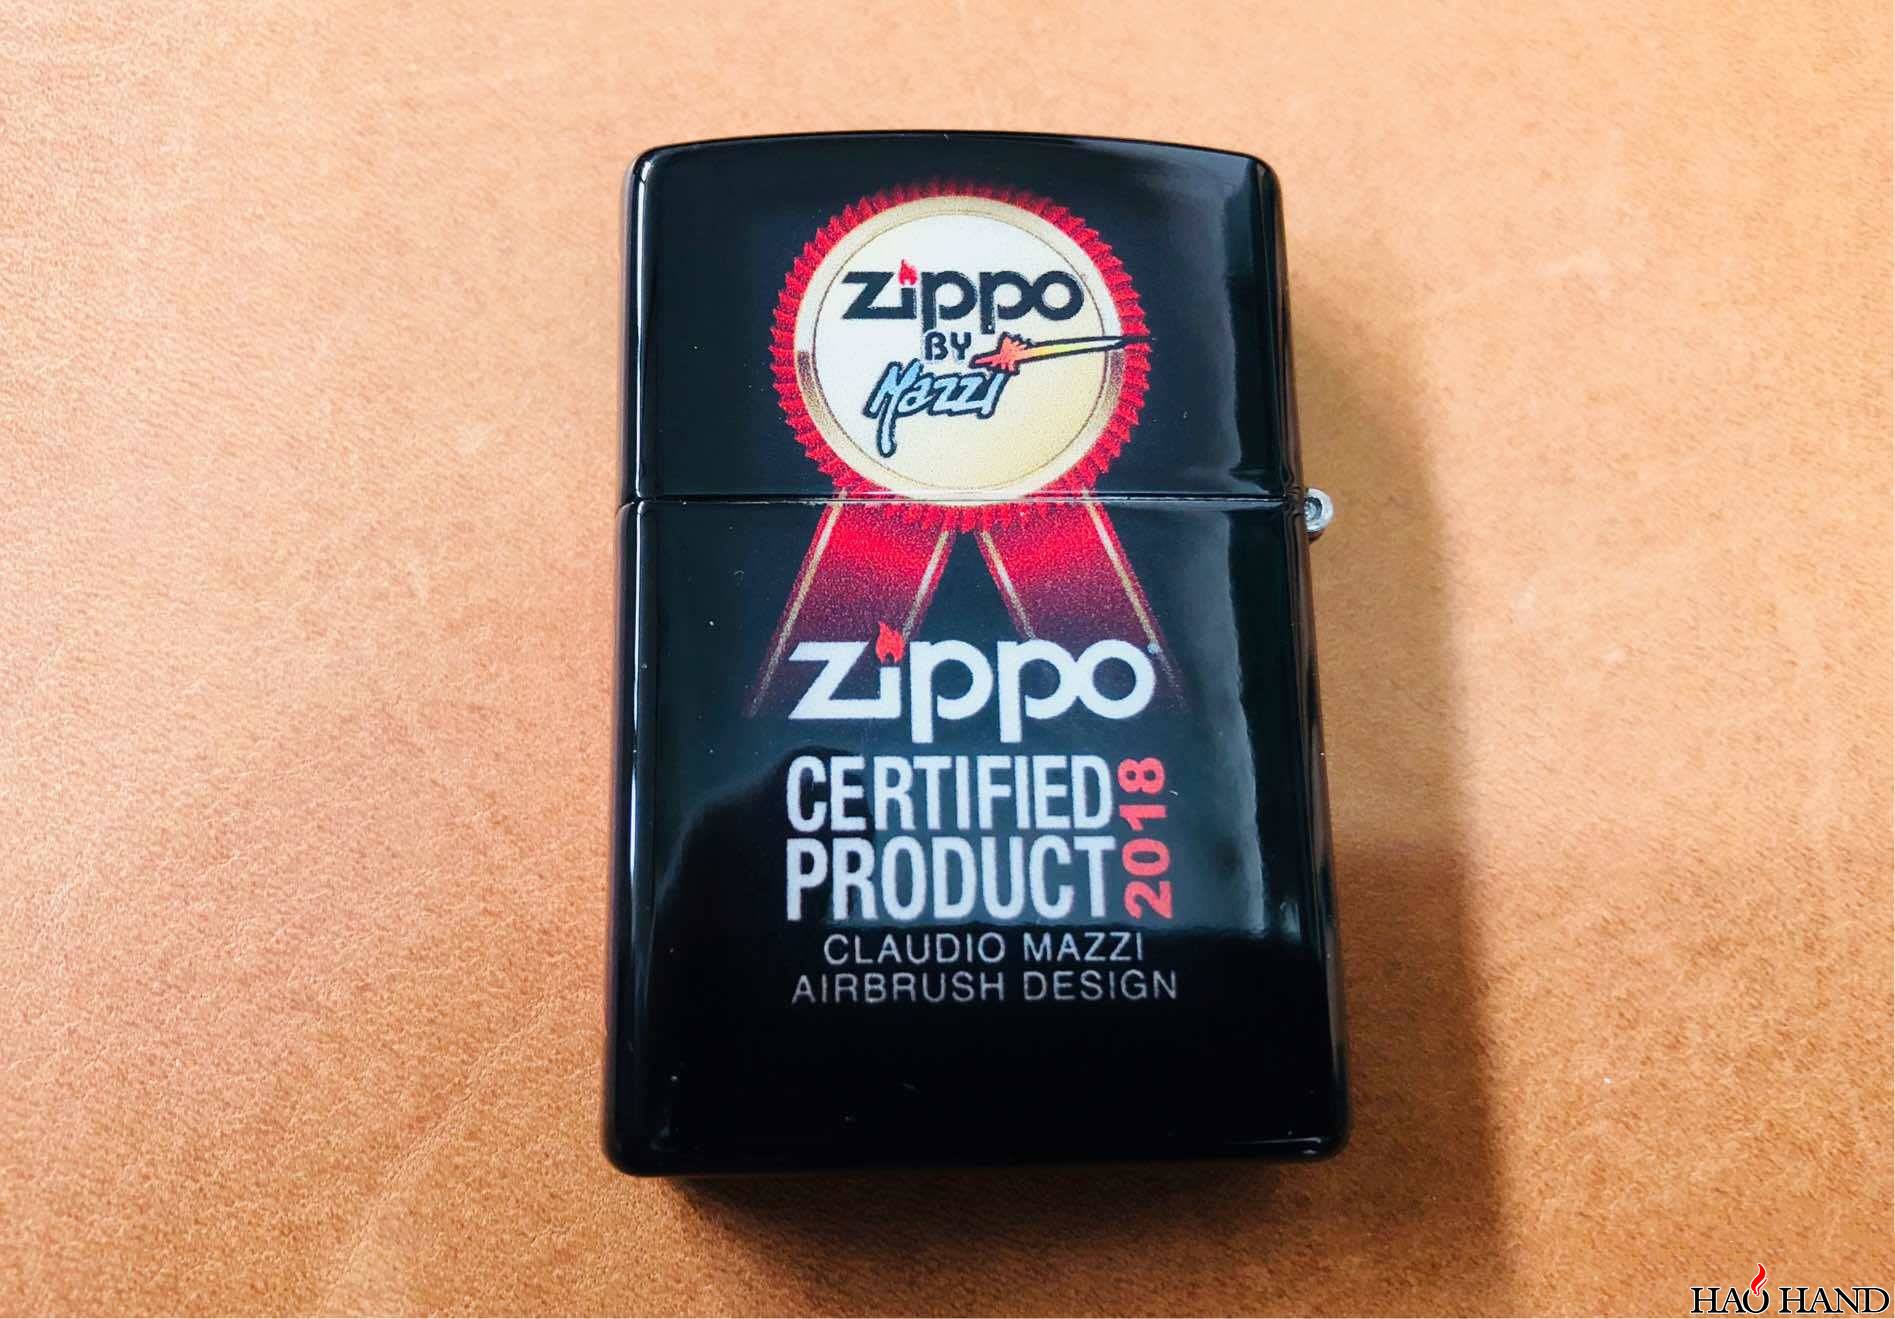 Zippo
BY
Mazzi
Zippo
CERTIFIED
PRODUCT
2018
CLAUDIO MAZZI
AIRBRUSH DESIGN
HAO HAND